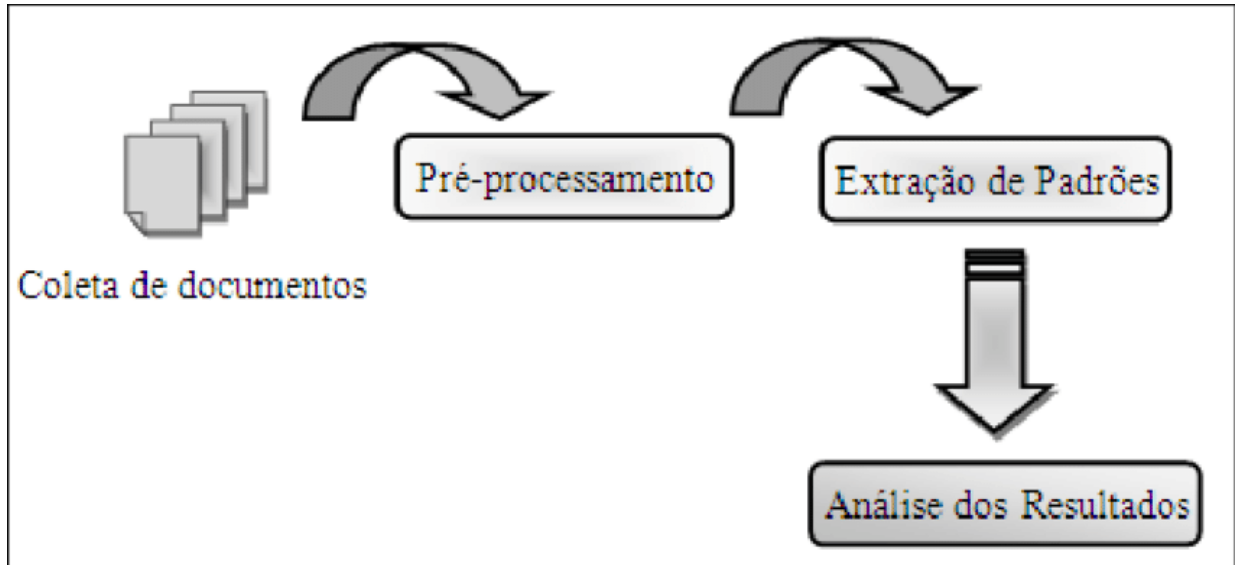 Pré-processamento
Extração de Padrões
Coleta de documentos
Análise dos Resultados